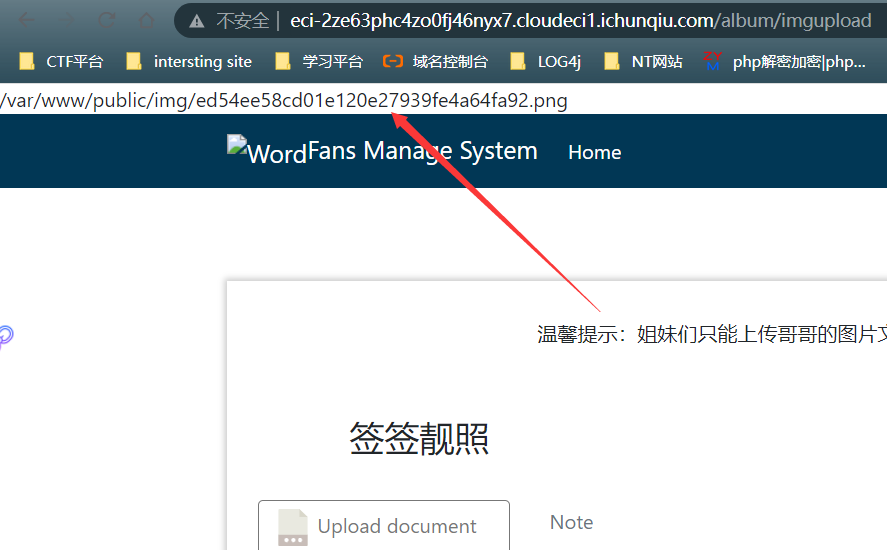 不安全 | eci-2ze63phc4zo0fj46nyx7.cloudeci1.ichunqiu.com/album/imgupload
CTF平台 intersting site 学习平台 域名控制台 LOG4j NT网站 php解密加密|php...
/var/www/public/img/ed54ee58cd01e120e27939fe4a64fa92.png
WordFans Manage System Home
温馨提示：姐妹们只能上传哥哥的图片文
签签靓照
Upload document Note